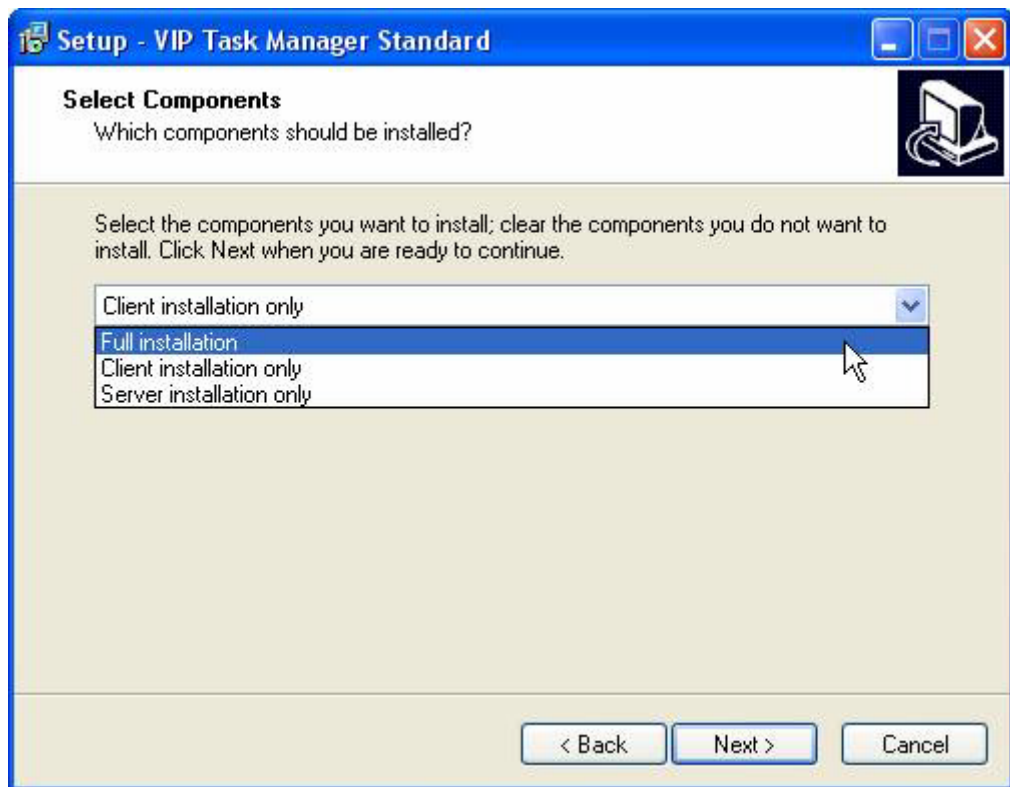 Setup - VIP Task Manager Standard
Select Components
Which components should be installed?
Select the components you want to install; clear the components you do not want to
install. Click Next when you are ready to continue.
Client installation only
Full installation
Client installation only
Server installation only
< Back
Next >
Cancel